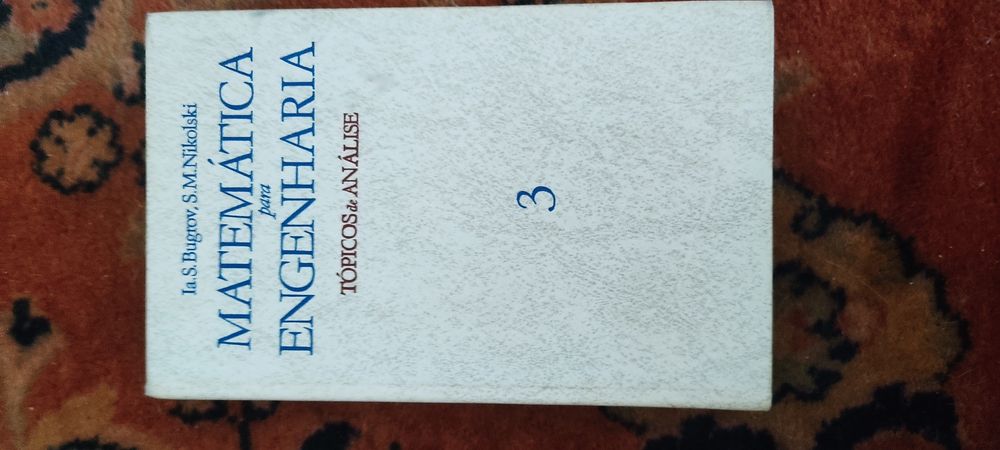 Ia.S.Bugrov, S.M.Nikolski
MATEMÁTICA
para
ENGENHARIA
TÓPICOS de ANÁLISE
3